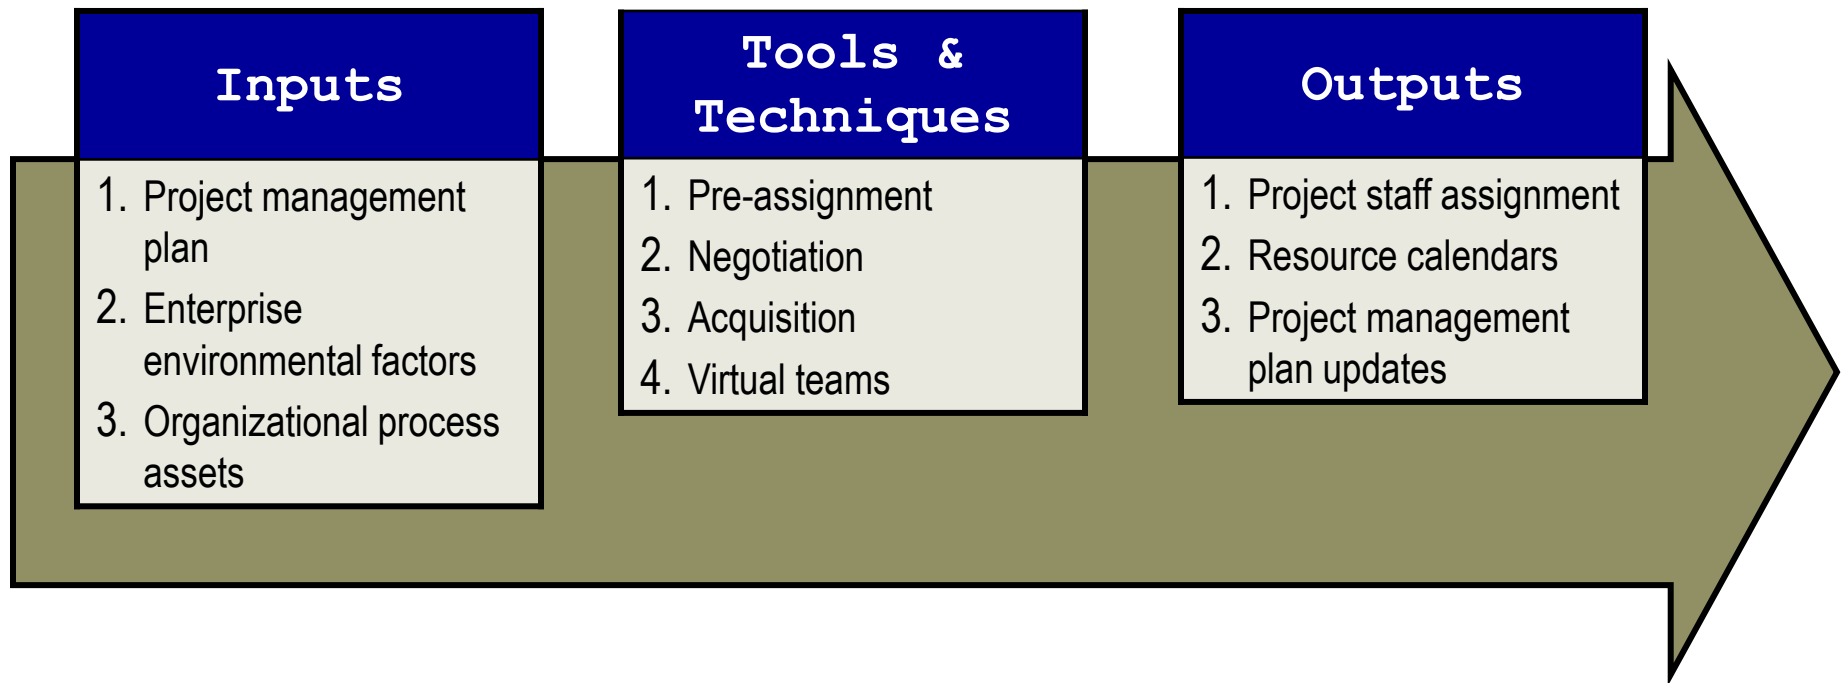 Inputs
1. Project management
plan
2. Enterprise
environmental factors
3. Organizational process
assets
Tools &
Techniques
1. Pre-assignment
2. Negotiation
3. Acquisition
4. Virtual teams
Outputs
1. Project staff assignment
2. Resource calendars
3. Project management
plan updates